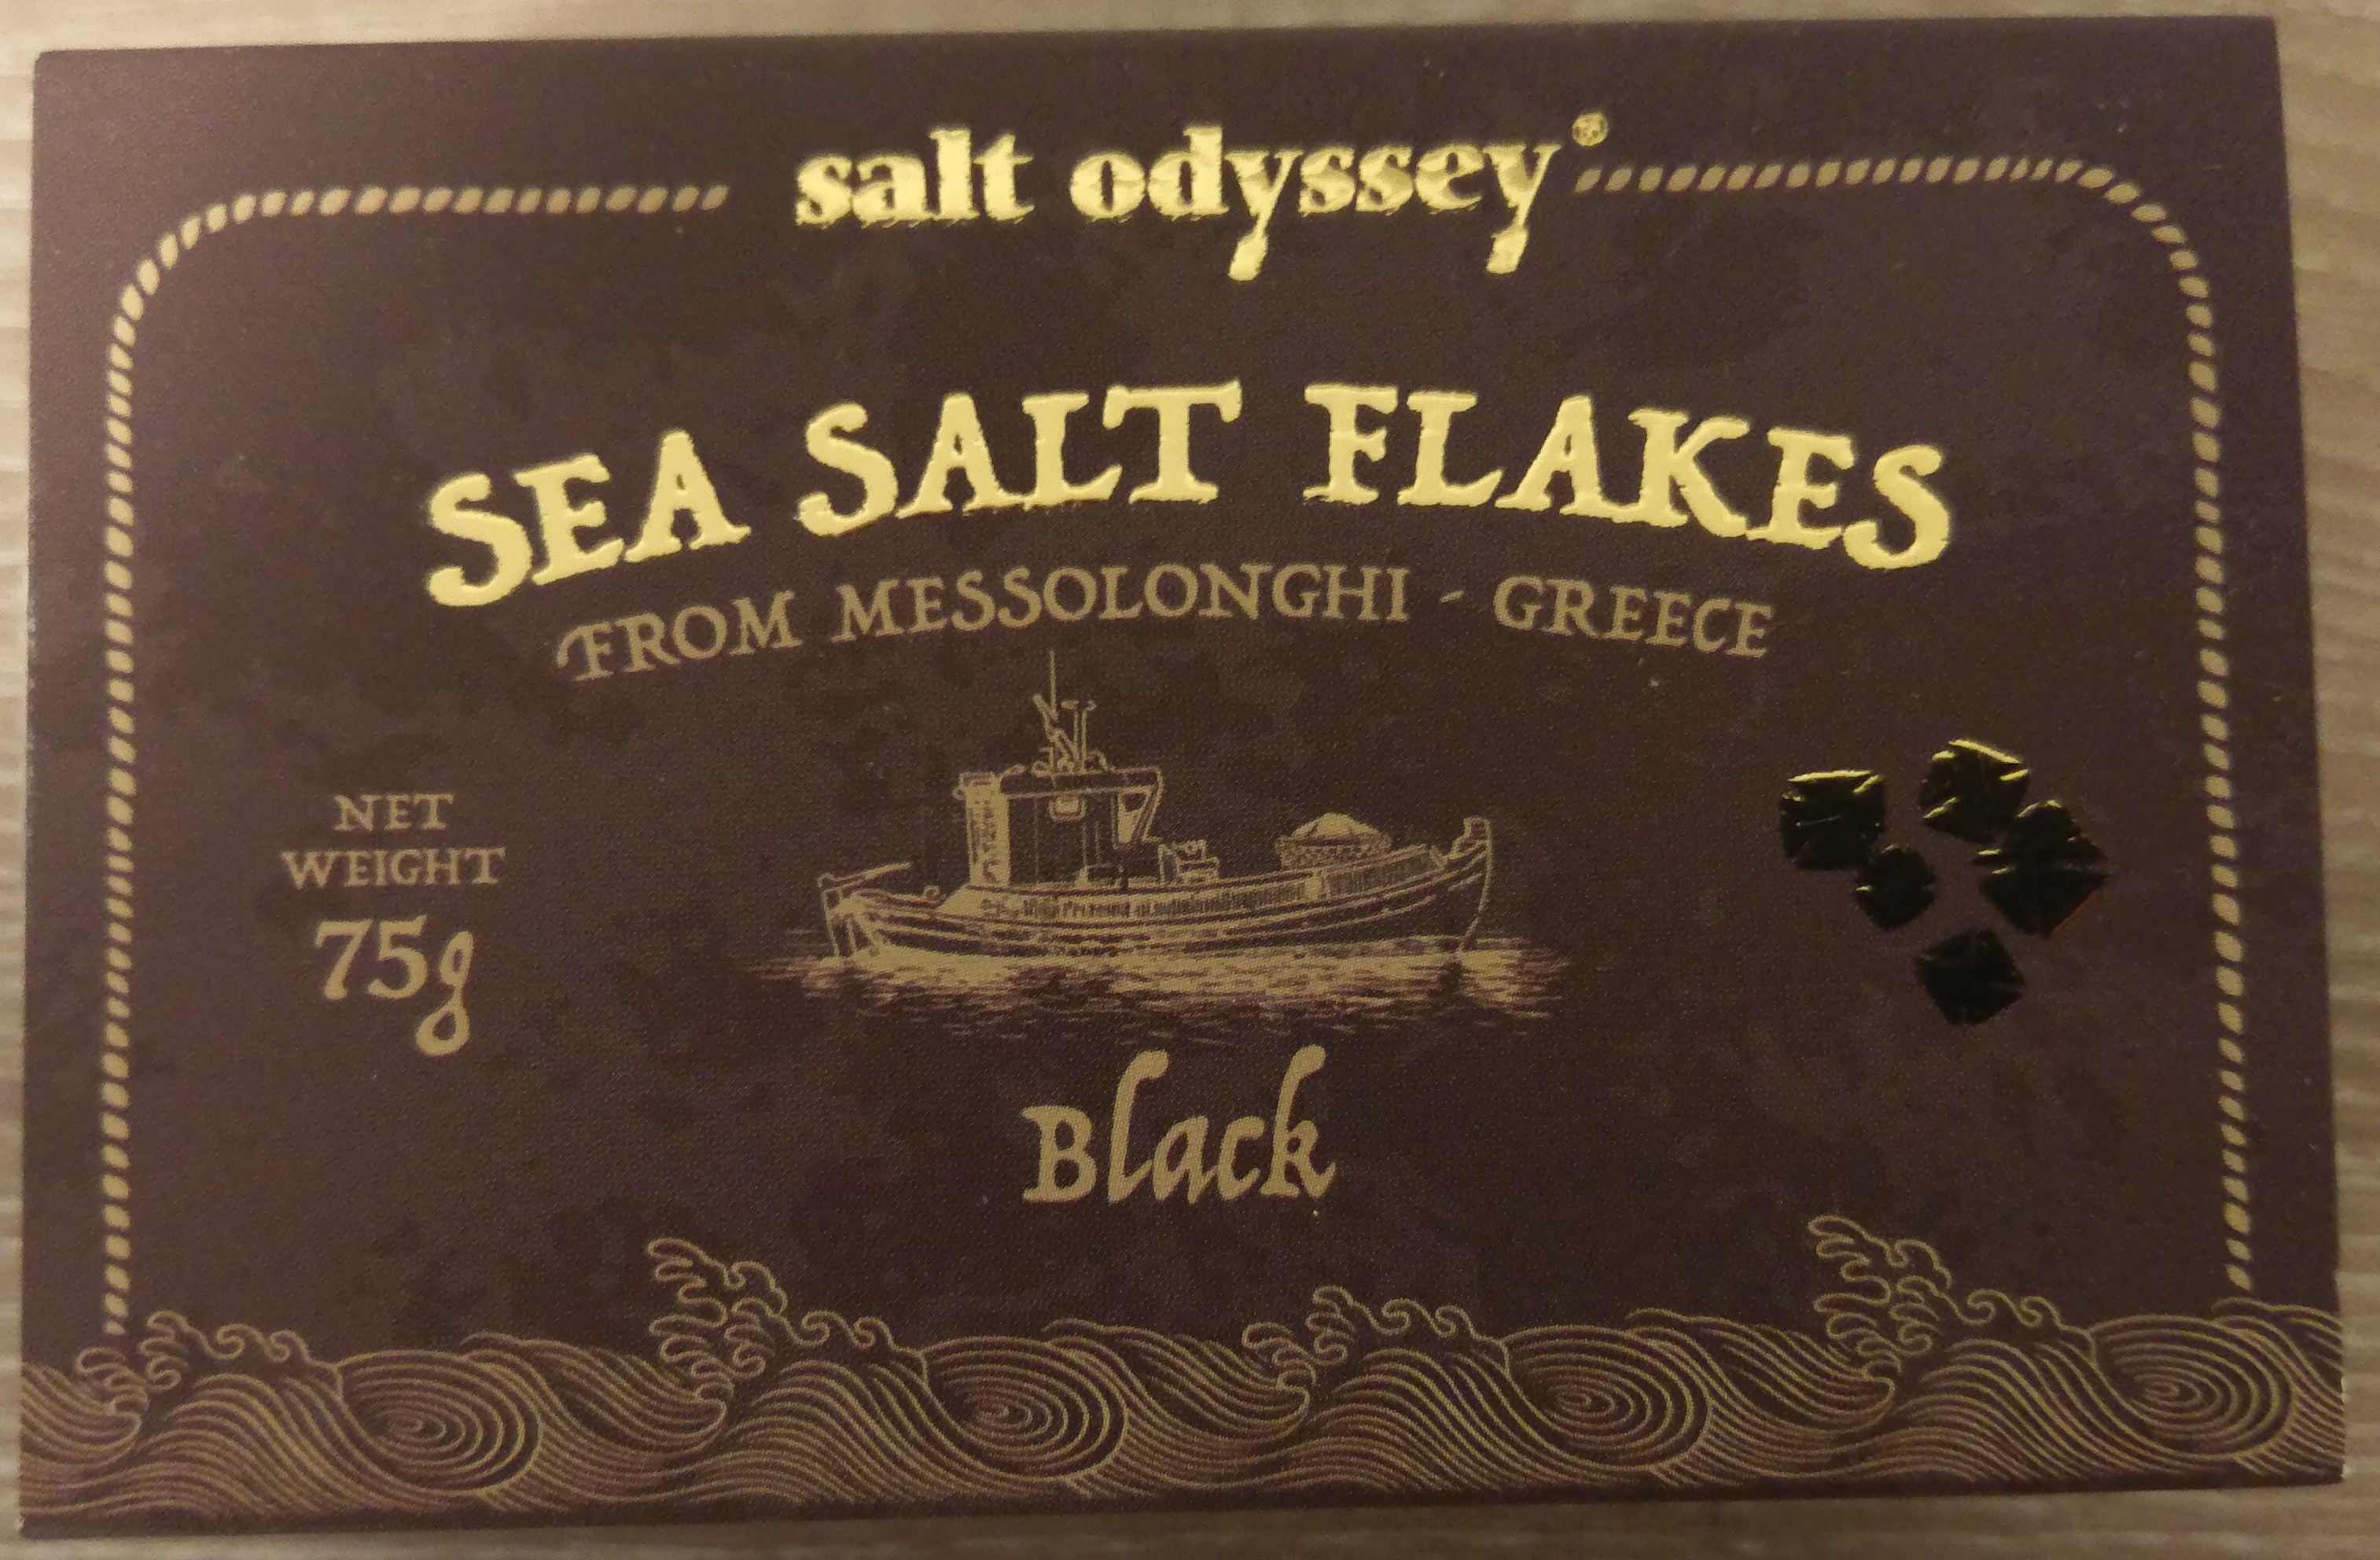 salt odyssey®
SEA SALT FLAKES
FROM MESSOLONGHI - GREECE
NET
WEIGHT
75g
Black